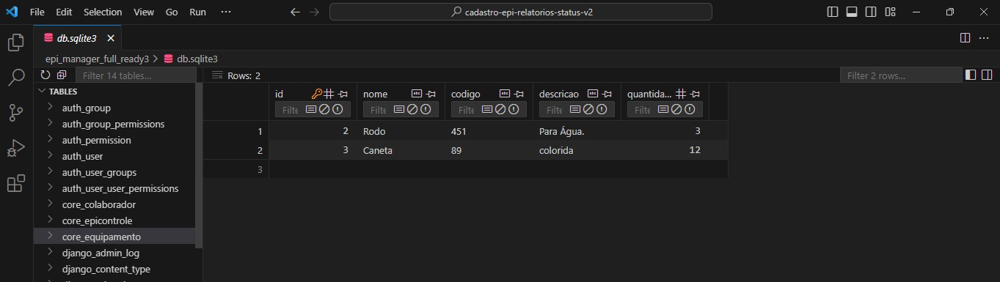 File Edit Selection View Go Run ··· cadastro-epi-relatorios-status-v2
db.sqlite3
epi_manager_full_ready3 > db.sqlite3
Filter 14 tables... Rows: 2 Filter 2 rows...
TABLES
auth_group
auth_group_permissions
auth_permission
auth_user
auth_user_groups
auth_user_user_permissions
core_colaborador
core_epicontrole
core_equipamento
django_admin_log
django_content_type
id nome codigo descricao quantida...
Filte Filte Filte Filte Filte
1 2 Rodo 451 Para Água. 3
2 3 Caneta 89 colorida 12
3